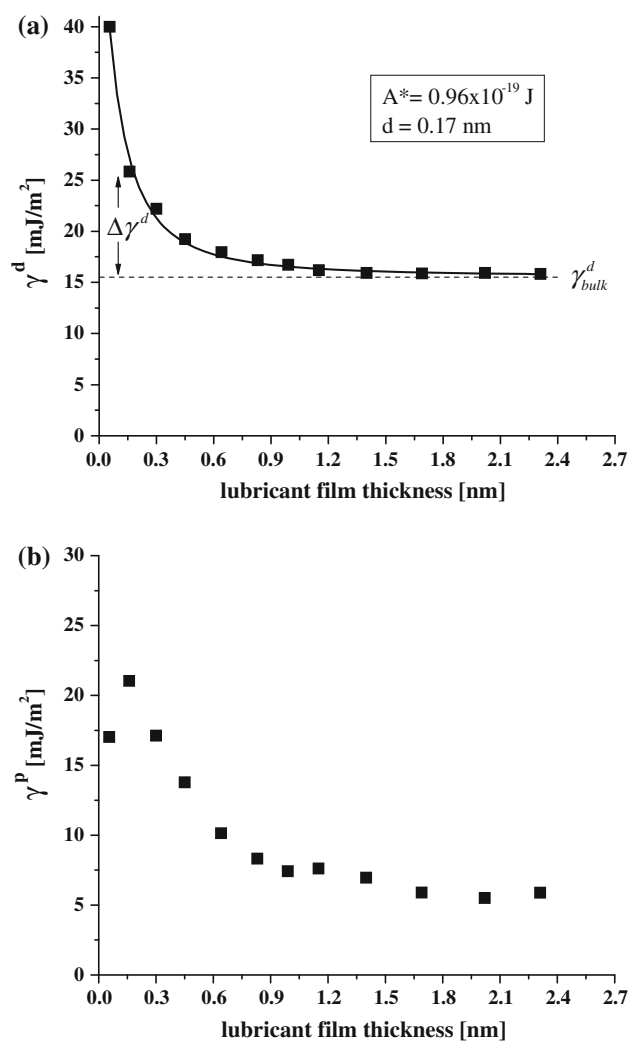 (a)
40
35
30
25
20
15
10
5
0
γ^d [mJ/m²]
A*= 0.96x10⁻¹⁹ J
d = 0.17 nm
Δγ^d
γ^d_bulk
0.0 0.3 0.6 0.9 1.2 1.5 1.8 2.1 2.4 2.7
lubricant film thickness [nm]
(b)
30
25
20
15
10
5
0
γ^p [mJ/m²]
0.0 0.3 0.6 0.9 1.2 1.5 1.8 2.1 2.4 2.7
lubricant film thickness [nm]